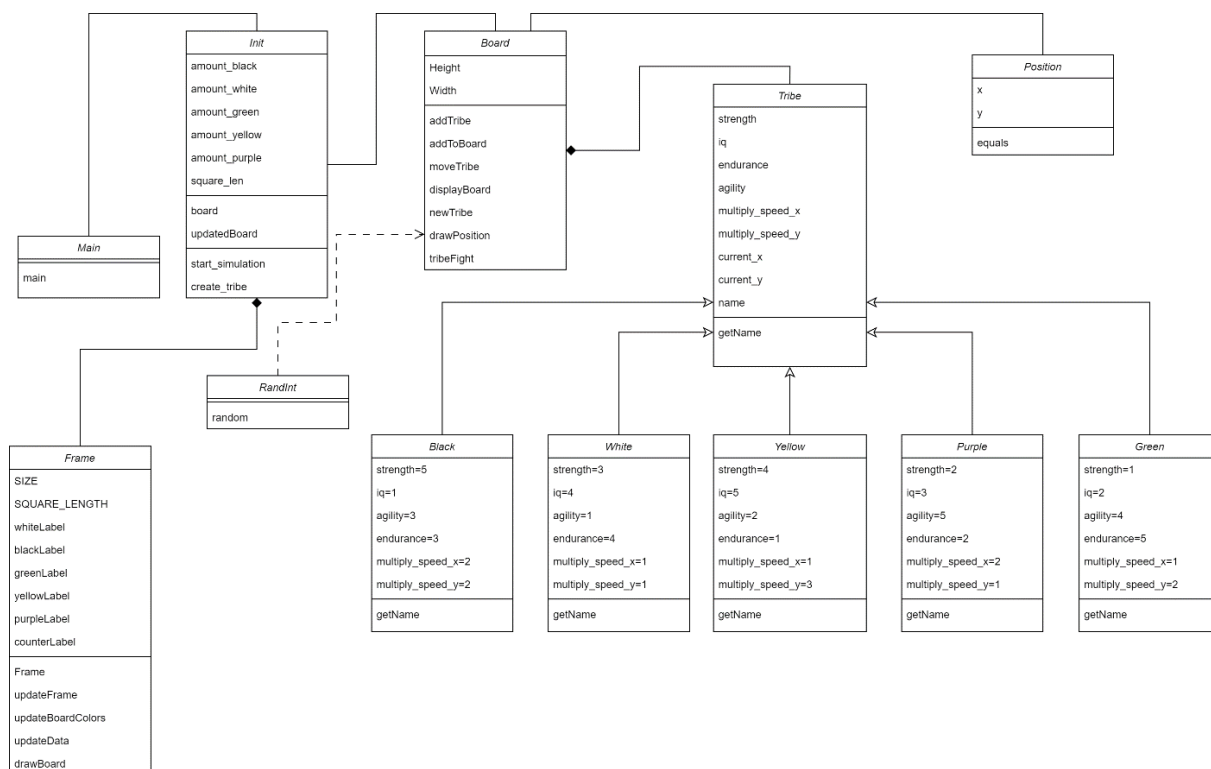 Init
amount_black
amount_white
amount_green
amount_yellow
amount_purple
square_len
board
updatedBoard
start_simulation
create_tribe
Board
Height
Width
addTribe
addToBoard
moveTribe
displayBoard
newTribe
drawPosition
tribeFight
Position
x
y
equals
Tribe
strength
iq
endurance
agility
multiply_speed_x
multiply_speed_y
current_x
current_y
name
getName
Main
main
RandInt
random
Frame
SIZE
SQUARE_LENGTH
whiteLabel
blackLabel
greenLabel
yellowLabel
purpleLabel
counterLabel
Frame
updateFrame
updateBoardColors
updateData
drawBoard
Black
strength=5
iq=1
agility=3
endurance=3
multiply_speed_x=2
multiply_speed_y=2
getName
White
strength=3
iq=4
agility=1
endurance=4
multiply_speed_x=1
multiply_speed_y=1
getName
Yellow
strength=4
iq=5
agility=2
endurance=1
multiply_speed_x=1
multiply_speed_y=3
getName
Purple
strength=2
iq=3
agility=5
endurance=2
multiply_speed_x=2
multiply_speed_y=1
getName
Green
strength=1
iq=2
agility=4
endurance=5
multiply_speed_x=1
multiply_speed_y=2
getName